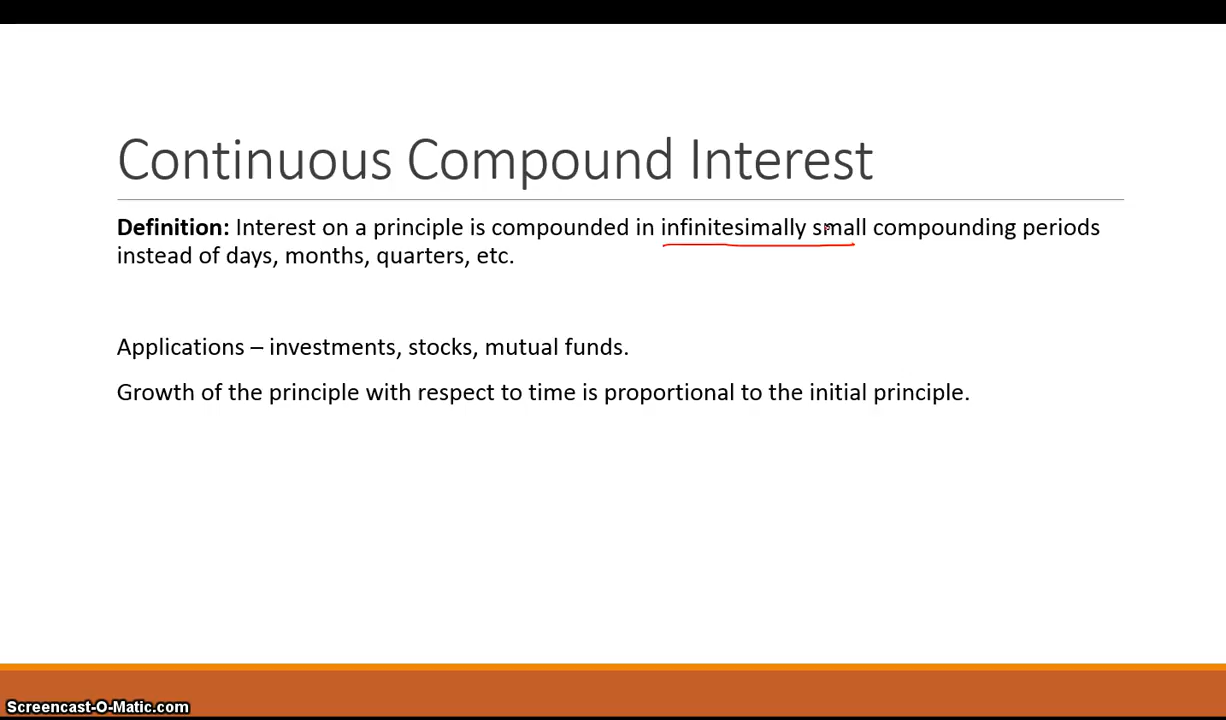 Continuous Compound Interest
Definition: Interest on a principle is compounded in infinitesimally small compounding periods
instead of days, months, quarters, etc.
Applications – investments, stocks, mutual funds.
Growth of the principle with respect to time is proportional to the initial principle.
Screencast-O-Matic.com